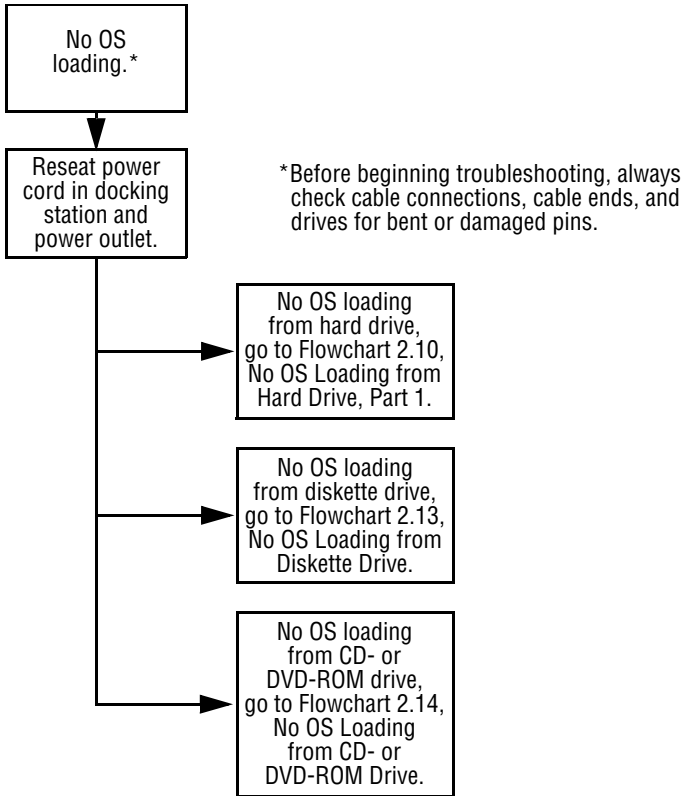 No OS
loading.*
Reseat power
cord in docking
station and
power outlet.
*Before beginning troubleshooting, always
check cable connections, cable ends, and
drives for bent or damaged pins.
No OS loading
from hard drive,
go to Flowchart 2.10,
No OS Loading from
Hard Drive, Part 1.
No OS loading
from diskette drive,
go to Flowchart 2.13,
No OS Loading from
Diskette Drive.
No OS loading
from CD- or
DVD-ROM drive,
go to Flowchart 2.14,
No OS Loading
from CD- or
DVD-ROM Drive.